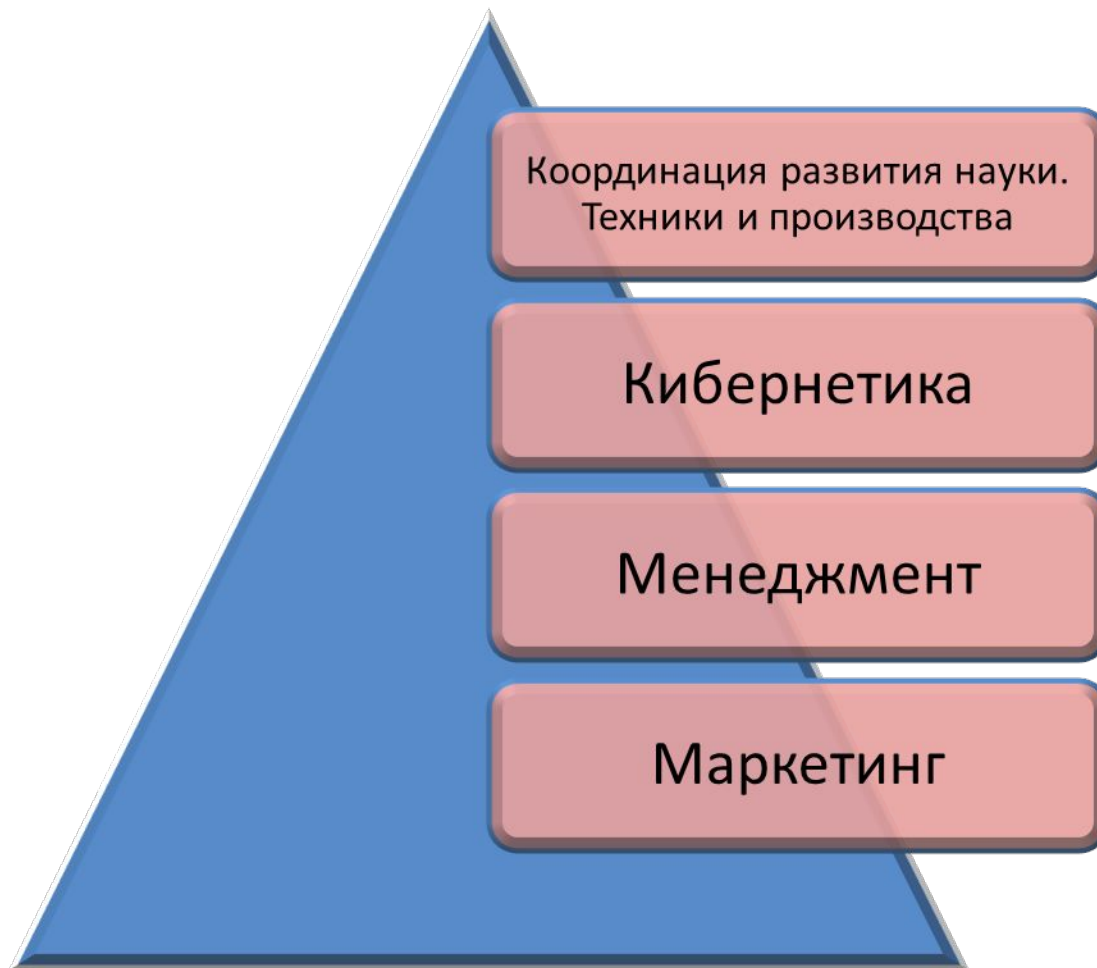 Координация развития науки.
Техники и производства
Кибернетика
Менеджмент
Маркетинг